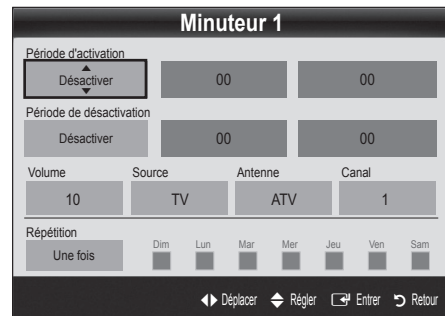 Minuteur 1
Période d'activation
Désactiver 00 00
Période de désactivation
Désactiver 00 00
Volume Source Antenne Canal
10 TV ATV 1
Répétition
Une fois Dim Lun Mar Mer Jeu Ven Sam
Déplacer Régler Entrer Retour